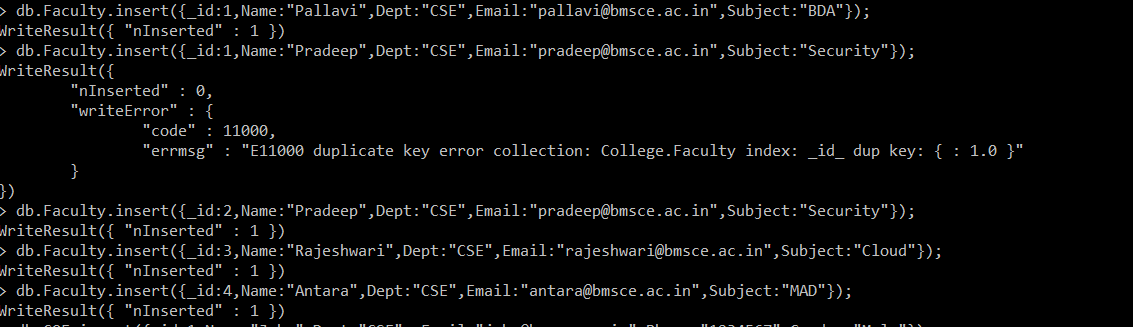 > db.Faculty.insert({_id:1,Name:"Pallavi",Dept:"CSE",Email:"pallavi@bmsce.ac.in",Subject:"BDA"});
WriteResult({ "nInserted" : 1 })
> db.Faculty.insert({_id:1,Name:"Pradeep",Dept:"CSE",Email:"pradeep@bmsce.ac.in",Subject:"Security"});
WriteResult({
"nInserted" : 0,
"writeError" : {
"code" : 11000,
"errmsg" : "E11000 duplicate key error collection: College.Faculty index: _id_ dup key: { : 1.0 }"
}
})
> db.Faculty.insert({_id:2,Name:"Pradeep",Dept:"CSE",Email:"pradeep@bmsce.ac.in",Subject:"Security"});
WriteResult({ "nInserted" : 1 })
> db.Faculty.insert({_id:3,Name:"Rajeshwari",Dept:"CSE",Email:"rajeshwari@bmsce.ac.in",Subject:"Cloud"});
WriteResult({ "nInserted" : 1 })
> db.Faculty.insert({_id:4,Name:"Antara",Dept:"CSE",Email:"antara@bmsce.ac.in",Subject:"MAD"});
WriteResult({ "nInserted" : 1 })